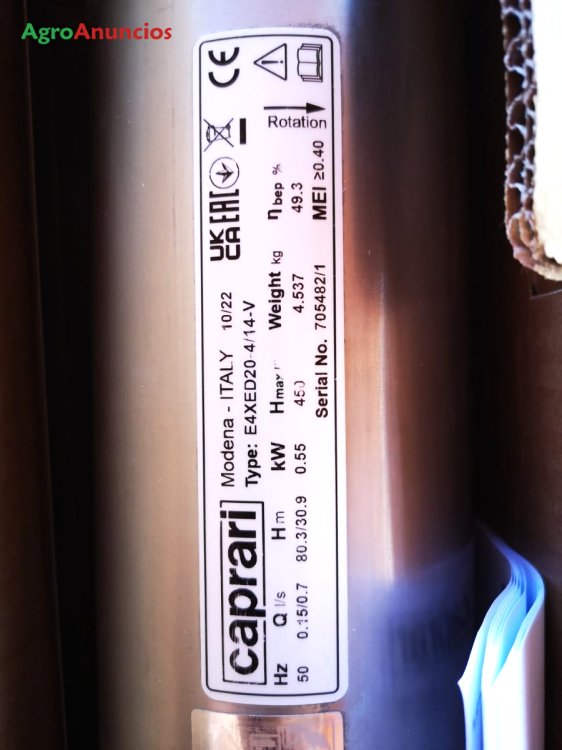 AgroAnuncios
caprari
Modena - ITALY 10/22
Type: E4XED20-4/14-V
UK
CA
EAC
CE
Hz Q l/s H m kW Hmax Weight kg η bep %
50 0.15/0.7 80.3/30.9 0.55 450 4.537 49.3
Rotation
Serial No. 705482/1 MEI ≥0.40